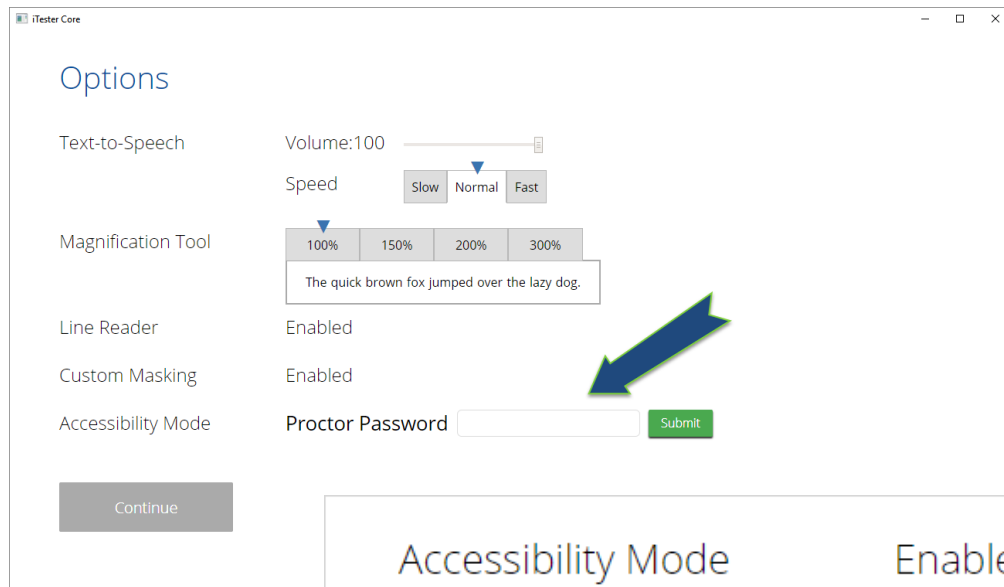 iTester Core
Options
Text-to-Speech
Volume:100
Speed
Slow Normal Fast
Magnification Tool
100% 150% 200% 300%
The quick brown fox jumped over the lazy dog.
Line Reader Enabled
Custom Masking Enabled
Accessibility Mode Proctor Password Submit
Continue
Accessibility Mode Enable